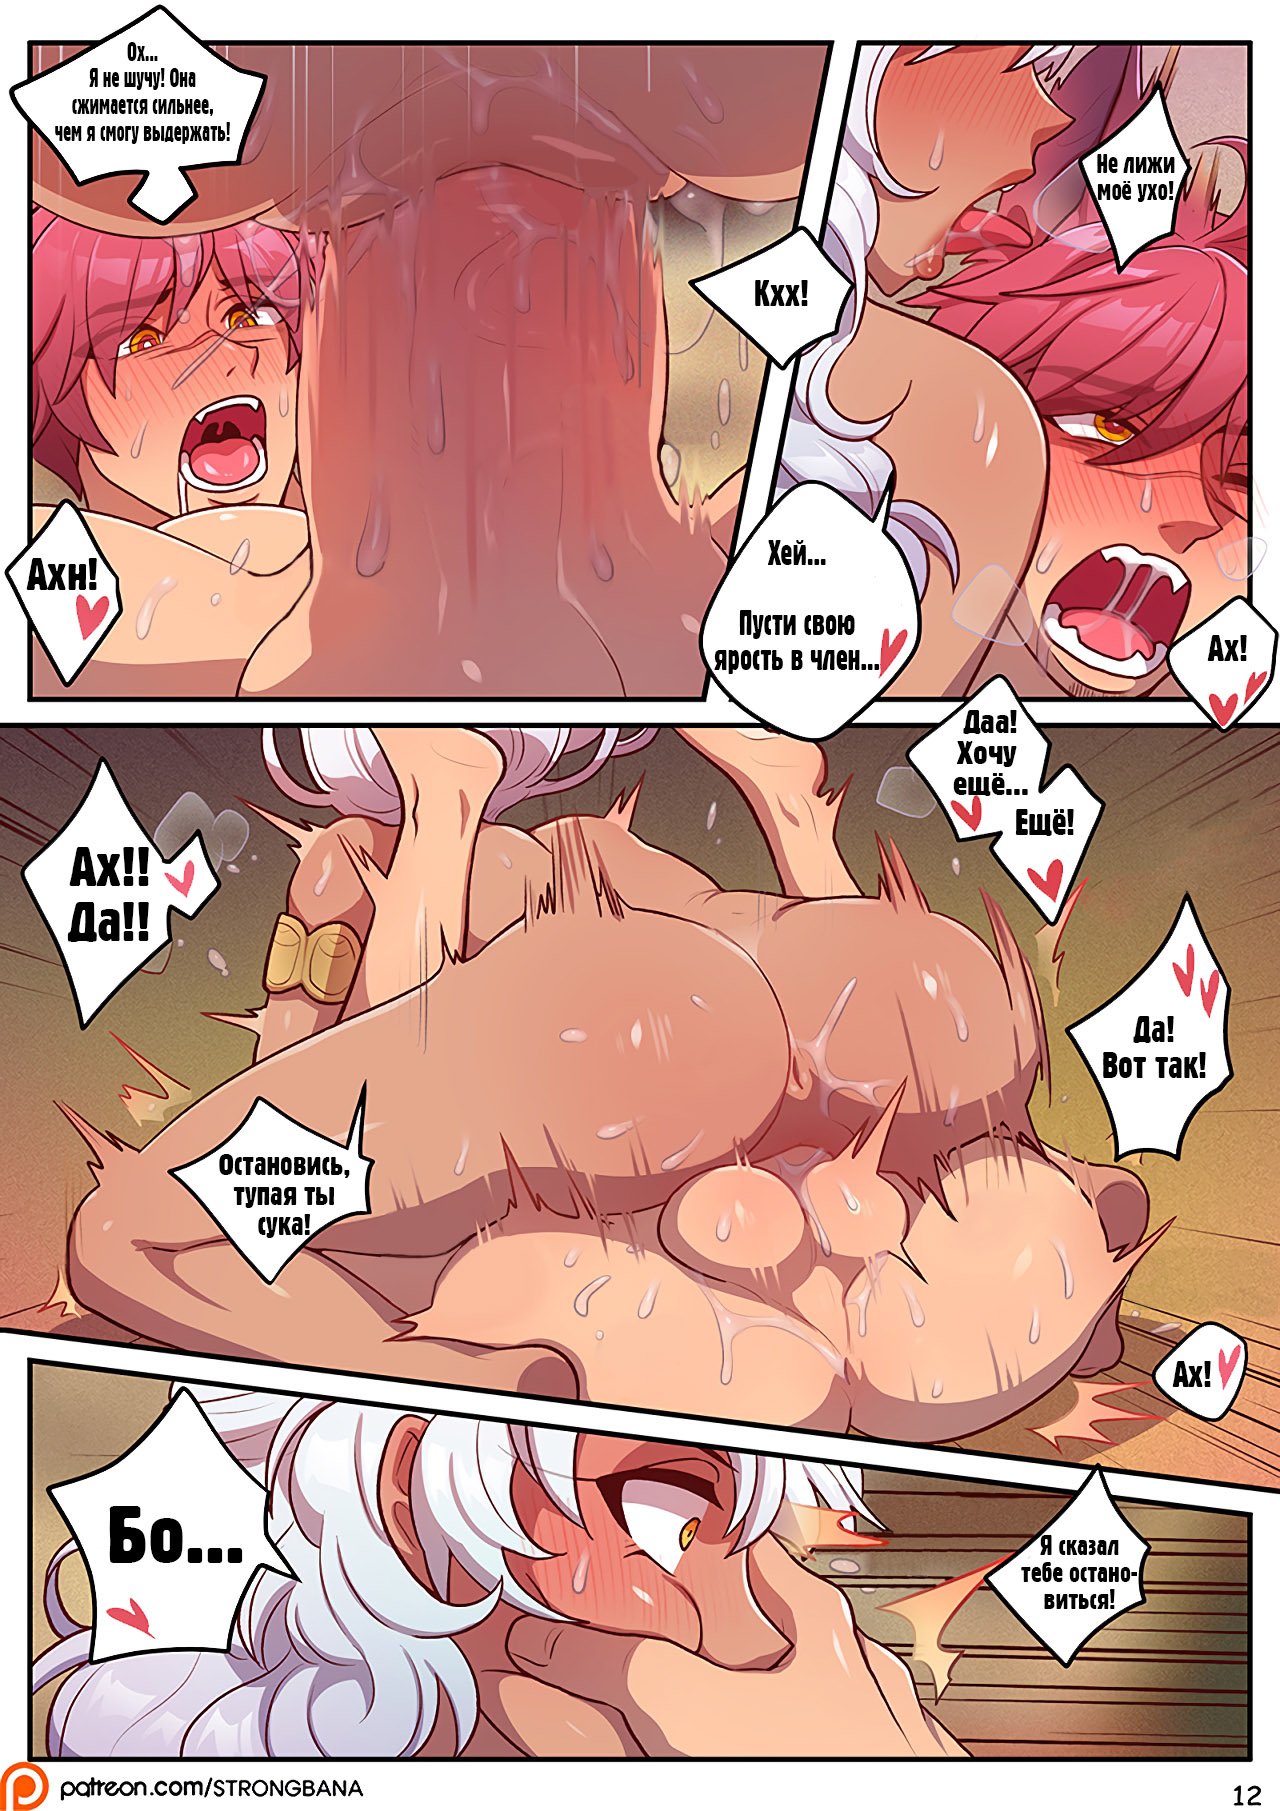 Ох...
Я не шучу! Она
сжимается сильнее,
чем я смогу выдержать!
Не лижи
моё ухо!
Кхх!
Ахн!
Хей...
Пусти свою
ярость в член...
Ах!
Даа!
Хочу
ещё...
Ещё!
Ах!!
Да!!
Да!
Вот так!
Остановись,
тупая ты
сука!
Ах!
Бо...
Я сказал
тебе остано-
виться!
patreon.com/STRONGBANA
12